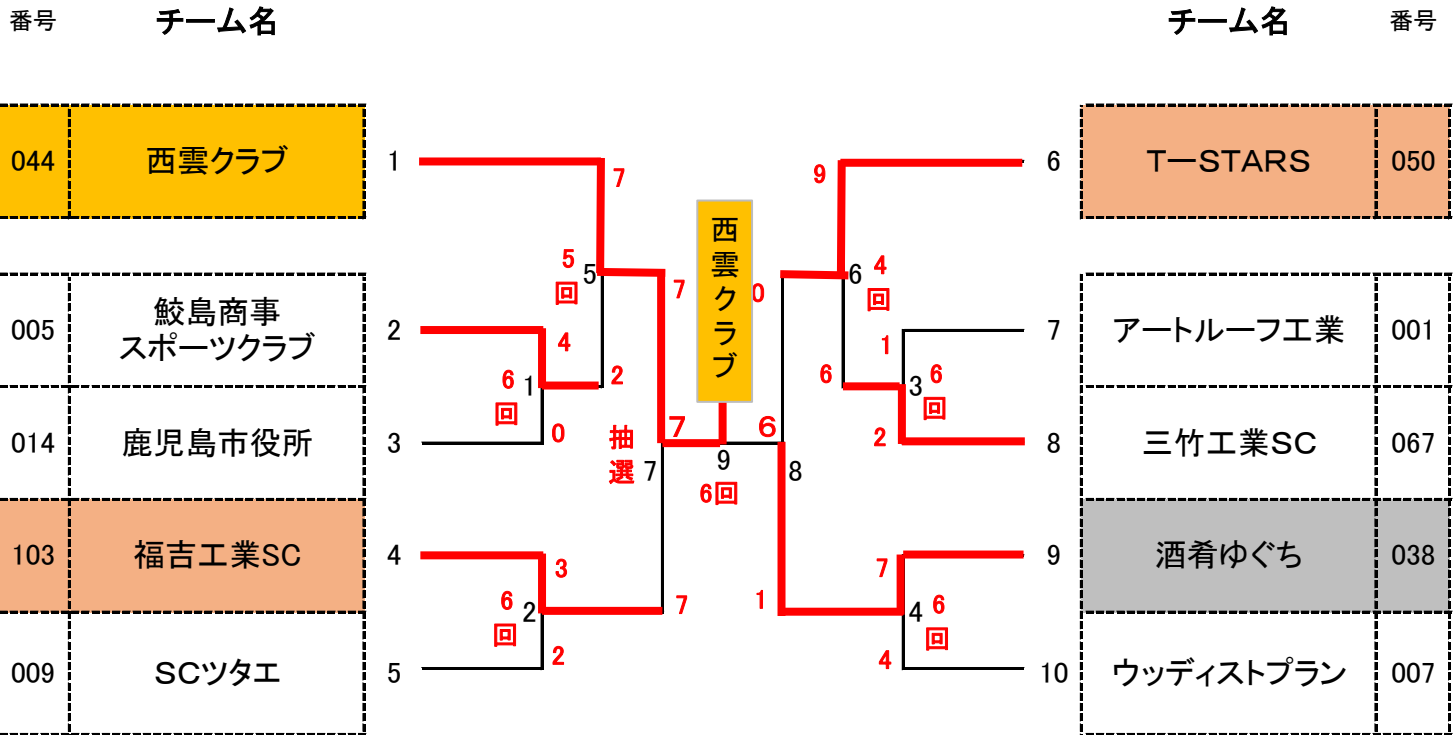 番号 チーム名 チーム名 番号
044 西雲クラブ 1 7 9 6 T－STARS 050
西雲クラブ
5回 5 7 0 6 4回
005 鮫島商事
スポーツクラブ 2 4 1 7 アートルーフ工業 001
6回 1 2 6 3 6回
014 鹿児島市役所 3 0 抽選 7 7 9 6 8 2 8 三竹工業SC 067
6回
103 福吉工業SC 4 3 7 9 酒肴ゆぐち 038
6回 2 7 1 4 6回
009 SCツタエ 5 2 4 10 ウッディストプラン 007